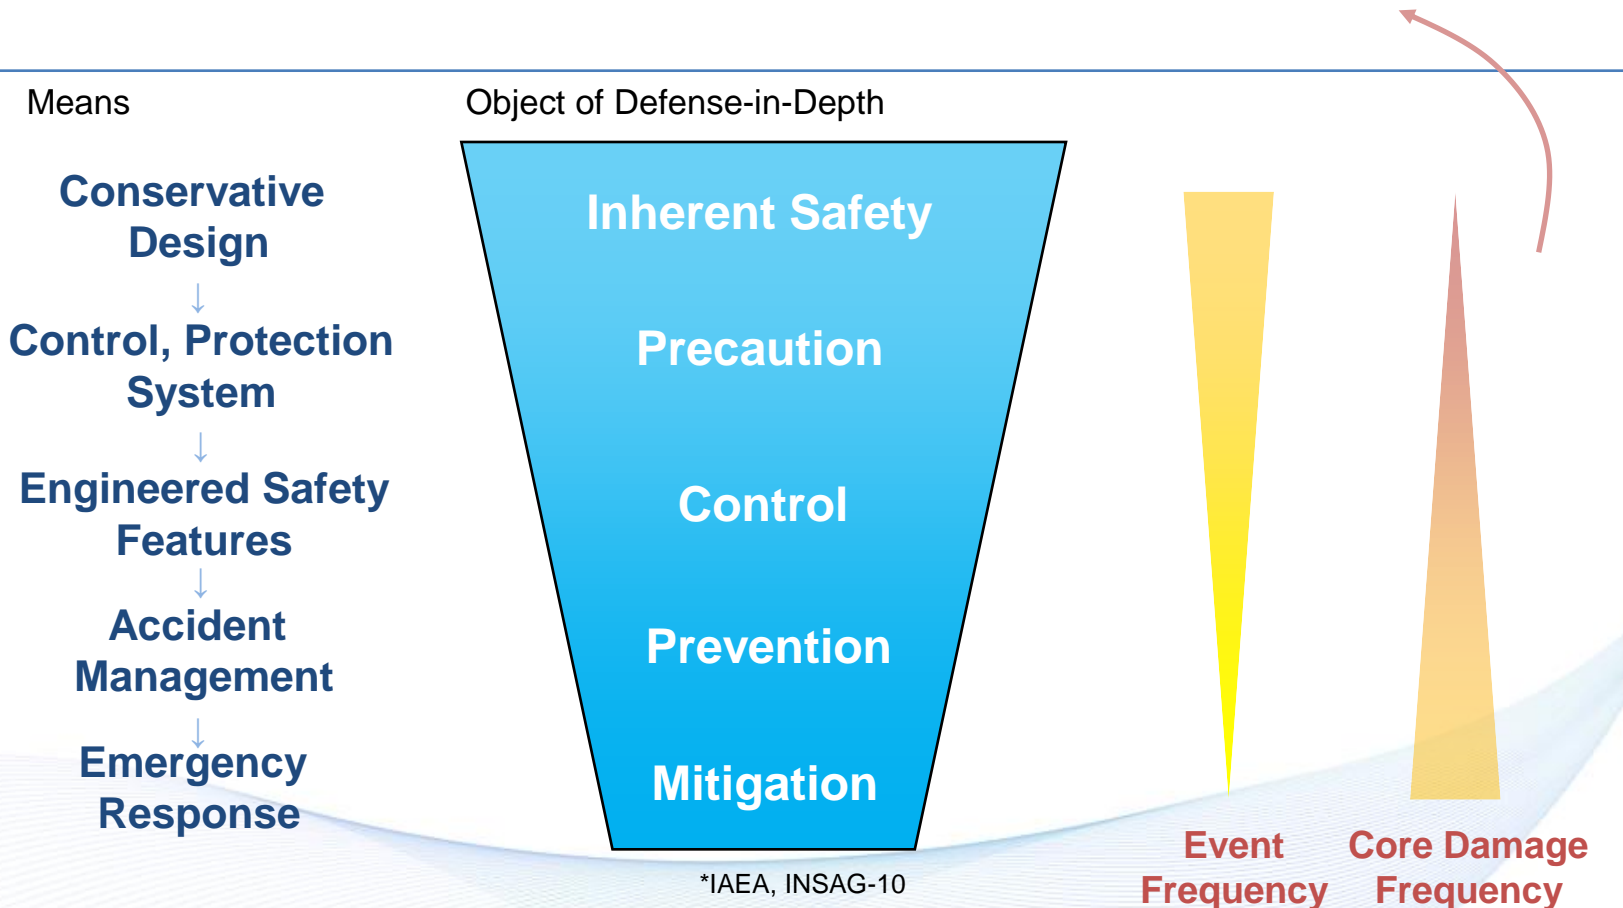 Means
Object of Defense-in-Depth
Conservative
Design
↓
Control, Protection
System
↓
Engineered Safety
Features
↓
Accident
Management
↓
Emergency
Response
Inherent Safety
Precaution
Control
Prevention
Mitigation
*IAEA, INSAG-10
Event
Frequency
Core Damage
Frequency